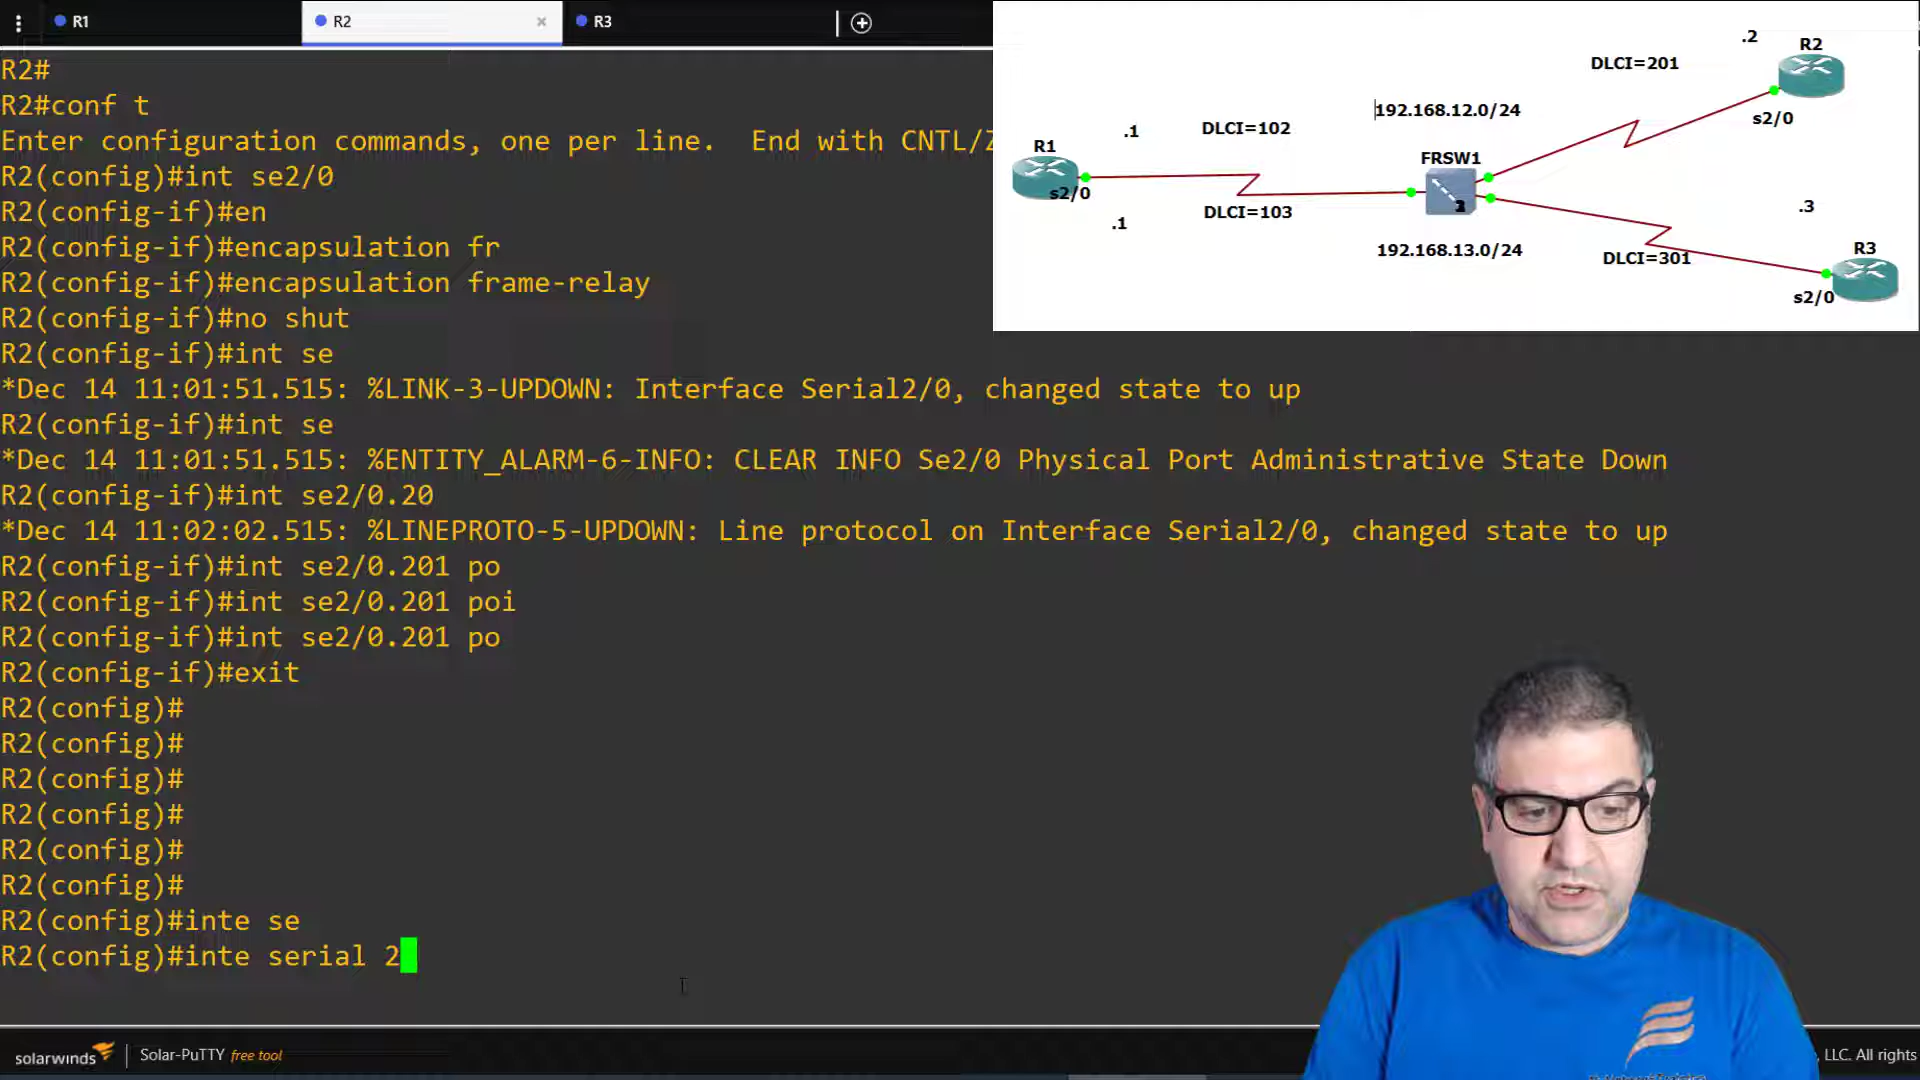 R1
R2
R3
R2#
R2#conf t
Enter configuration commands, one per line.  End with CNTL/Z
R2(config)#int se2/0
R2(config-if)#en
R2(config-if)#encapsulation fr
R2(config-if)#encapsulation frame-relay
R2(config-if)#no shut
R2(config-if)#int se
*Dec 14 11:01:51.515: %LINK-3-UPDOWN: Interface Serial2/0, changed state to up
R2(config-if)#int se
*Dec 14 11:01:51.515: %ENTITY_ALARM-6-INFO: CLEAR INFO Se2/0 Physical Port Administrative State Down
R2(config-if)#int se2/0.20
*Dec 14 11:02:02.515: %LINEPROTO-5-UPDOWN: Line protocol on Interface Serial2/0, changed state to up
R2(config-if)#int se2/0.201 po
R2(config-if)#int se2/0.201 poi
R2(config-if)#int se2/0.201 po
R2(config-if)#exit
R2(config)#
R2(config)#
R2(config)#
R2(config)#
R2(config)#
R2(config)#
R2(config)#inte se
R2(config)#inte serial 2
.2
R2
DLCI=201
192.168.12.0/24
s2/0
.1
DLCI=102
R1
FRSW1
s2/0
DLCI=103
.3
.1
192.168.13.0/24
DLCI=301
R3
s2/0
solarwinds
Solar-PuTTY free tool
LLC. All rights